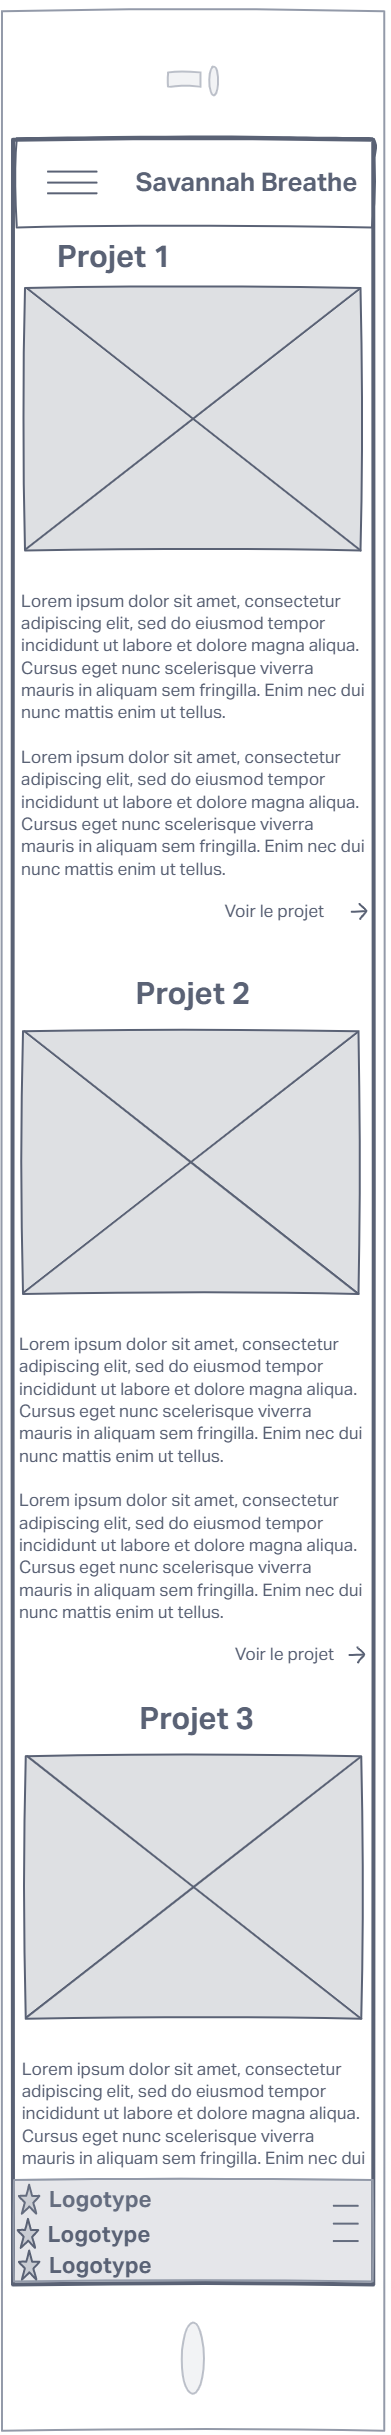 Savannah Breathe
Projet 1
Lorem ipsum dolor sit amet, consectetur
adipiscing elit, sed do eiusmod tempor
incididunt ut labore et dolore magna aliqua.
Cursus eget nunc scelerisque viverra
mauris in aliquam sem fringilla. Enim nec dui
nunc mattis enim ut tellus.
Lorem ipsum dolor sit amet, consectetur
adipiscing elit, sed do eiusmod tempor
incididunt ut labore et dolore magna aliqua.
Cursus eget nunc scelerisque viverra
mauris in aliquam sem fringilla. Enim nec dui
nunc mattis enim ut tellus.
Voir le projet
Projet 2
Lorem ipsum dolor sit amet, consectetur
adipiscing elit, sed do eiusmod tempor
incididunt ut labore et dolore magna aliqua.
Cursus eget nunc scelerisque viverra
mauris in aliquam sem fringilla. Enim nec dui
nunc mattis enim ut tellus.
Lorem ipsum dolor sit amet, consectetur
adipiscing elit, sed do eiusmod tempor
incididunt ut labore et dolore magna aliqua.
Cursus eget nunc scelerisque viverra
mauris in aliquam sem fringilla. Enim nec dui
nunc mattis enim ut tellus.
Voir le projet
Projet 3
Lorem ipsum dolor sit amet, consectetur
adipiscing elit, sed do eiusmod tempor
incididunt ut labore et dolore magna aliqua.
Cursus eget nunc scelerisque viverra
mauris in aliquam sem fringilla. Enim nec dui
Logotype
Logotype
Logotype